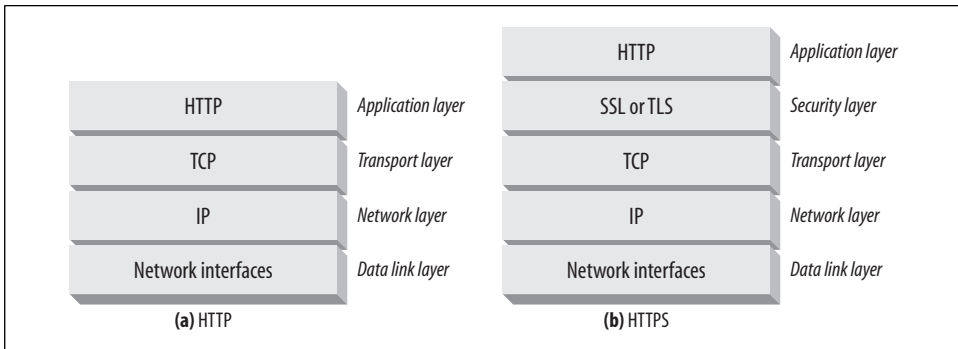 HTTP Application layer
TCP Transport layer
IP Network layer
Network interfaces Data link layer
(a) HTTP
HTTP Application layer
SSL or TLS Security layer
TCP Transport layer
IP Network layer
Network interfaces Data link layer
(b) HTTPS